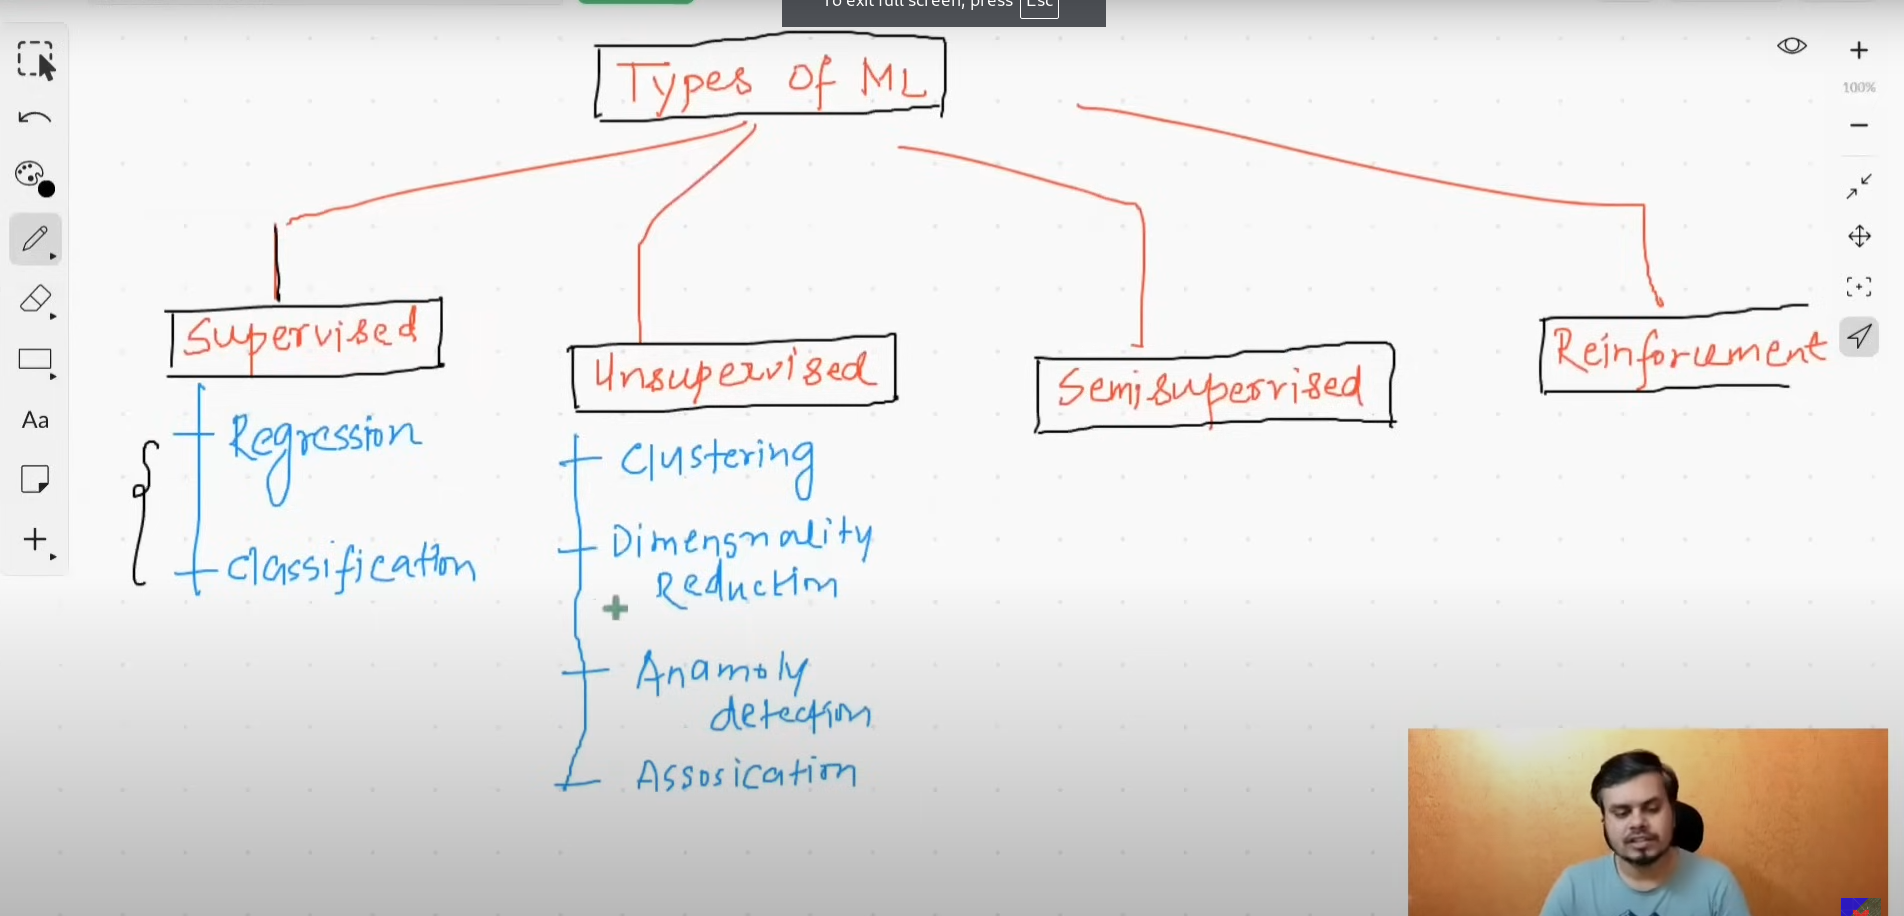 To exit full screen, press Esc
Types of ML
100%
Supervised
Unsupervised
Semisupervised
Reinforcement
Regression
Classification
Clustering
Dimensnality
Reduction
Anamoly
detection
Assosication
Aa